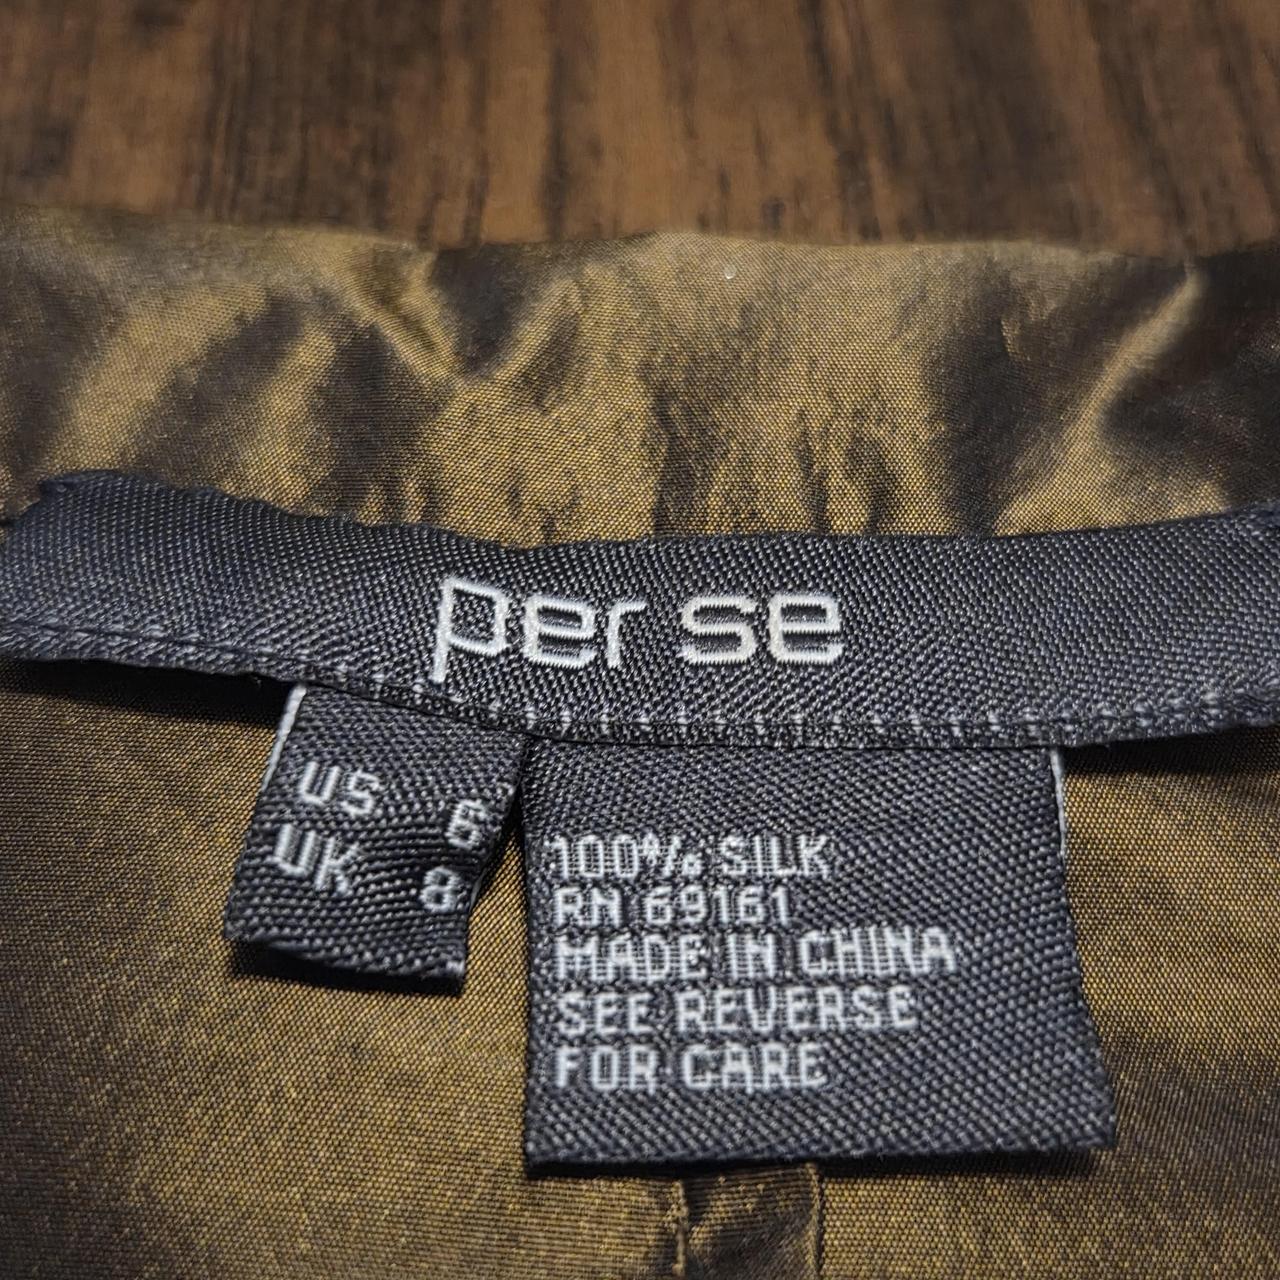 per se
US 6
UK 8
100% SILK
RN 69161
MADE IN CHINA
SEE REVERSE
FOR CARE